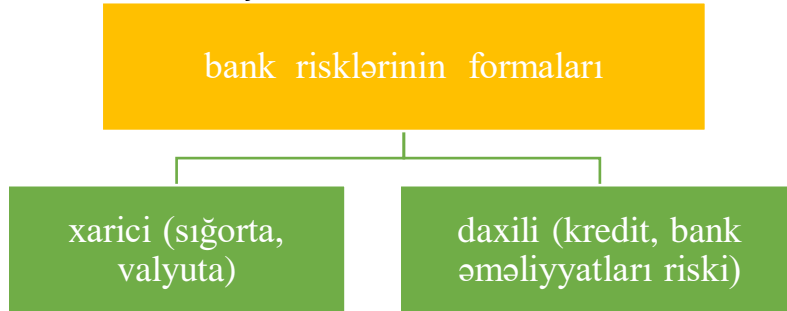 bank risklərinin formaları
xarici (sığorta,
valyuta)
daxili (kredit, bank
əməliyyatları riski)